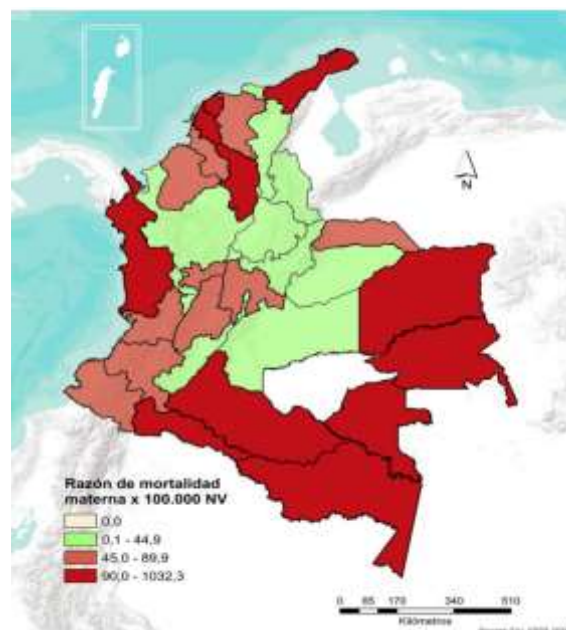 N
Razón de mortalidad
materna x 100.000 NV
0,0
0,1 - 44,9
45,0 - 89,9
90,0 - 1032,3
0 85 170 340 510
Kilómetros